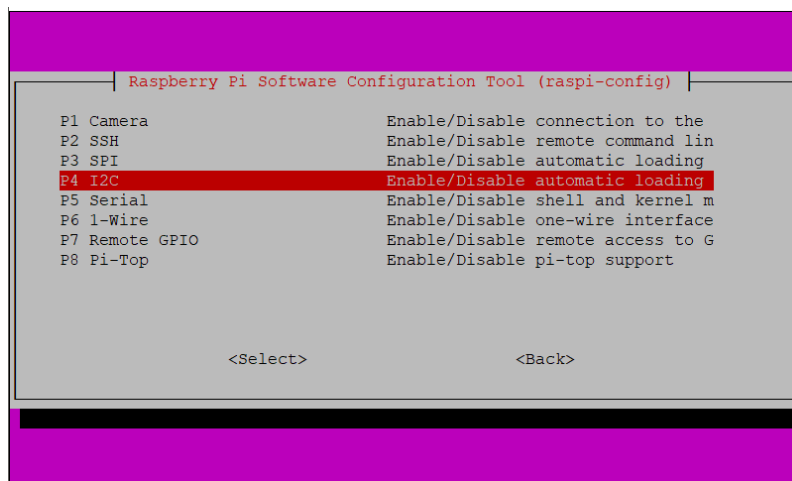 Raspberry Pi Software Configuration Tool (raspi-config)
P1 Camera Enable/Disable connection to the
P2 SSH Enable/Disable remote command lin
P3 SPI Enable/Disable automatic loading
P4 I2C Enable/Disable automatic loading
P5 Serial Enable/Disable shell and kernel m
P6 1-Wire Enable/Disable one-wire interface
P7 Remote GPIO Enable/Disable remote access to G
P8 Pi-Top Enable/Disable pi-top support
<Select> <Back>